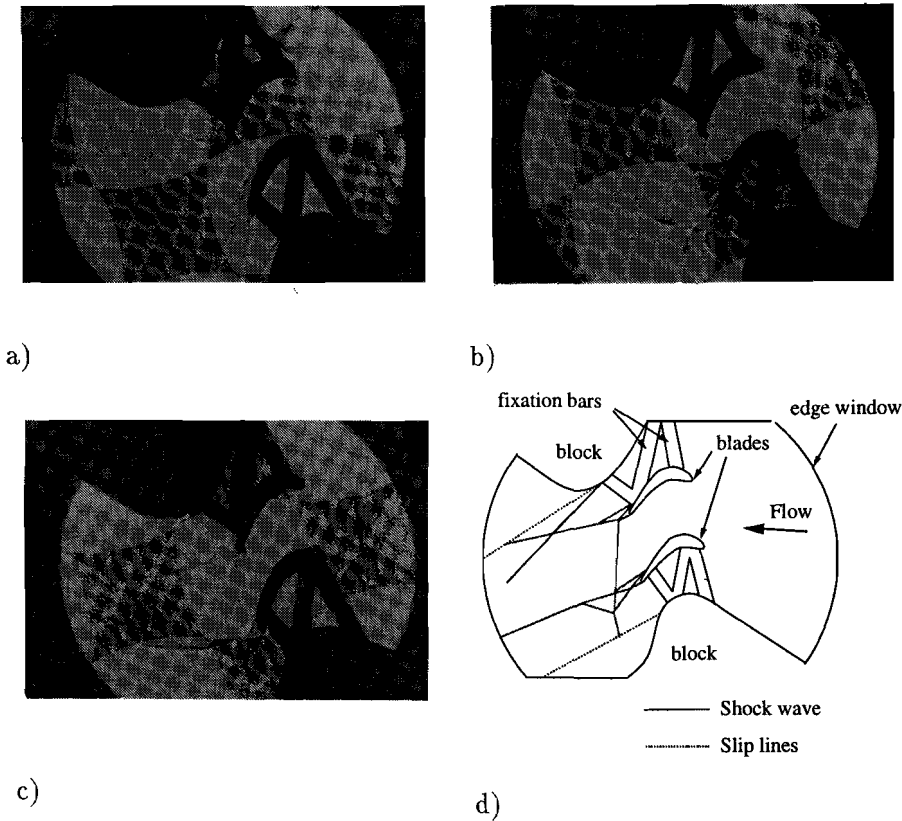 a)
b)
fixation bars
edge window
block
blades
Flow
block
Shock wave
Slip lines
c)
d)